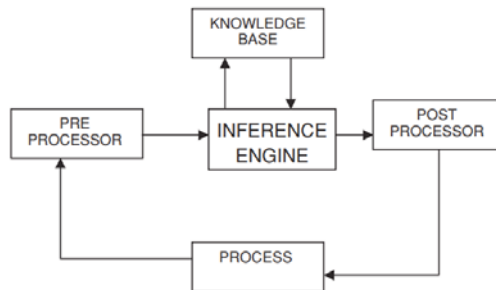 KNOWLEDGE
BASE
PRE
PROCESSOR
INFERENCE
ENGINE
POST
PROCESSOR
PROCESS